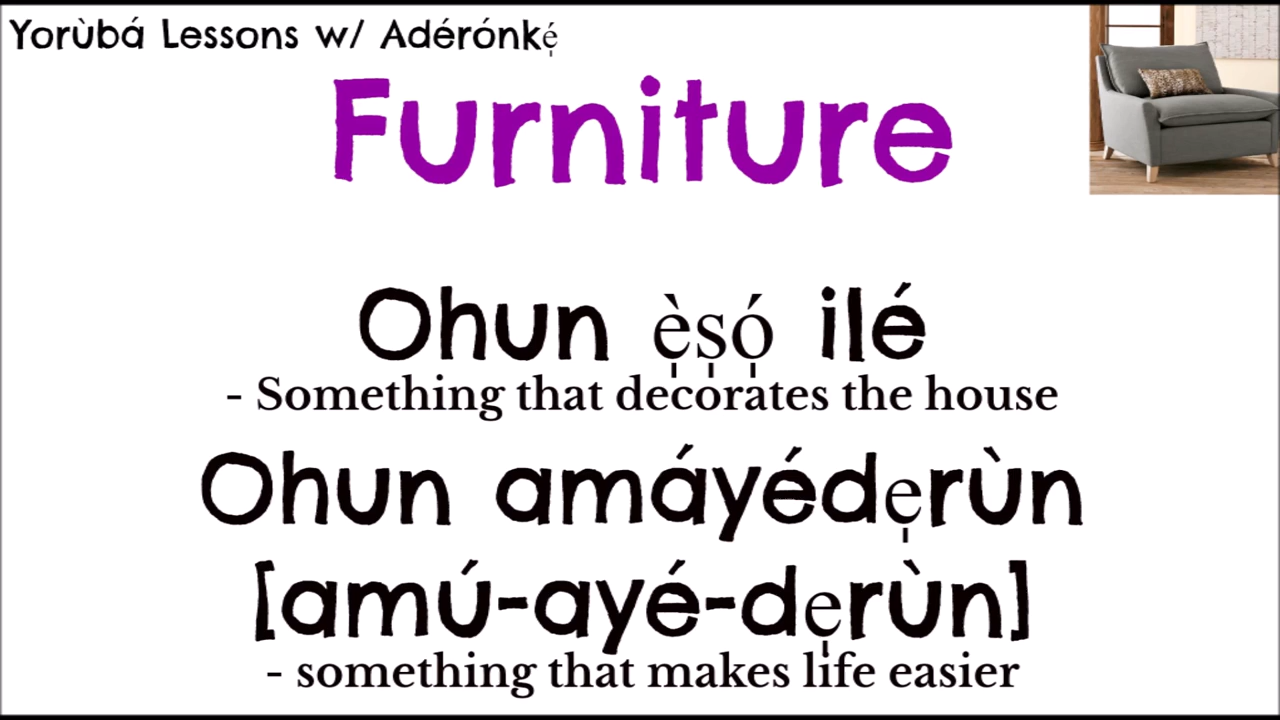 Yorùbá Lessons w/ Adérónkẹ́
Furniture
Ohun ẹ̀ṣọ́ ilé
- Something that decorates the house
Ohun amáyédẹrùn
[amú-ayé-dẹrùn]
- something that makes life easier